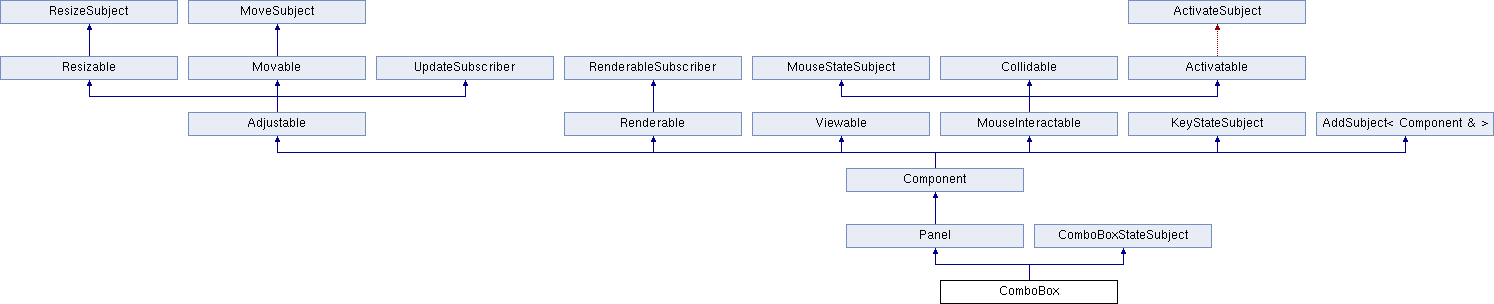 ResizeSubject MoveSubject ActivateSubject
Resizable Movable UpdateSubscriber RenderableSubscriber MouseStateSubject Collidable Activatable
Adjustable Renderable Viewable MouseInteractable KeyStateSubject AddSubject< Component & >
Component
Panel ComboBoxStateSubject
ComboBox